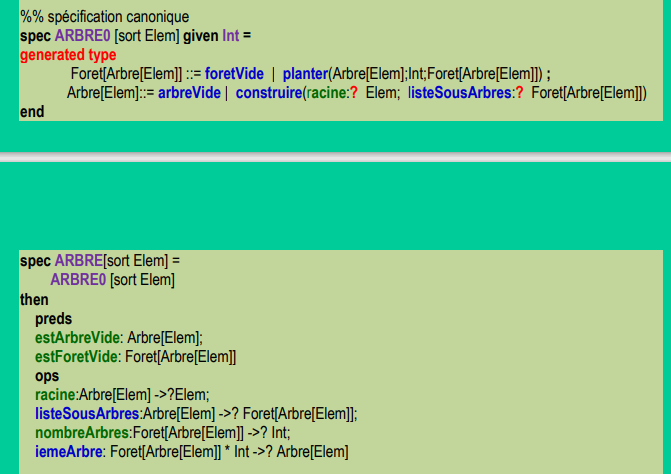 %% spécification canonique
spec ARBRE0 [sort Elem] given Int =
generated type
Foret[Arbre[Elem]] ::= foretVide | planter(Arbre[Elem];Int;Foret[Arbre[Elem]]) ;
Arbre[Elem]::= arbreVide | construire(racine:? Elem; listeSousArbres:? Foret[Arbre[Elem]])
end
spec ARBRE[sort Elem] =
ARBRE0 [sort Elem]
then
preds
estArbreVide: Arbre[Elem];
estForetVide: Foret[Arbre[Elem]]
ops
racine:Arbre[Elem] ->?Elem;
listeSousArbres:Arbre[Elem] ->? Foret[Arbre[Elem]];
nombreArbres:Foret[Arbre[Elem]] ->? Int;
iemeArbre: Foret[Arbre[Elem]] * Int ->? Arbre[Elem]